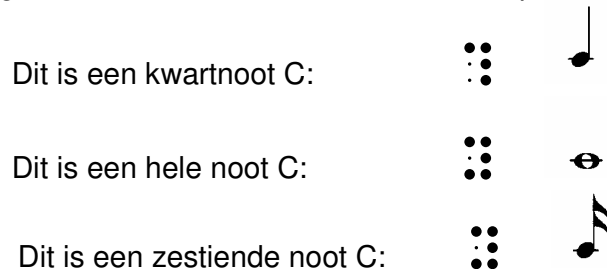 Dit is een kwartnoot C: ⠹
Dit is een hele noot C: ⠽
Dit is een zestiende noot C: ⠽